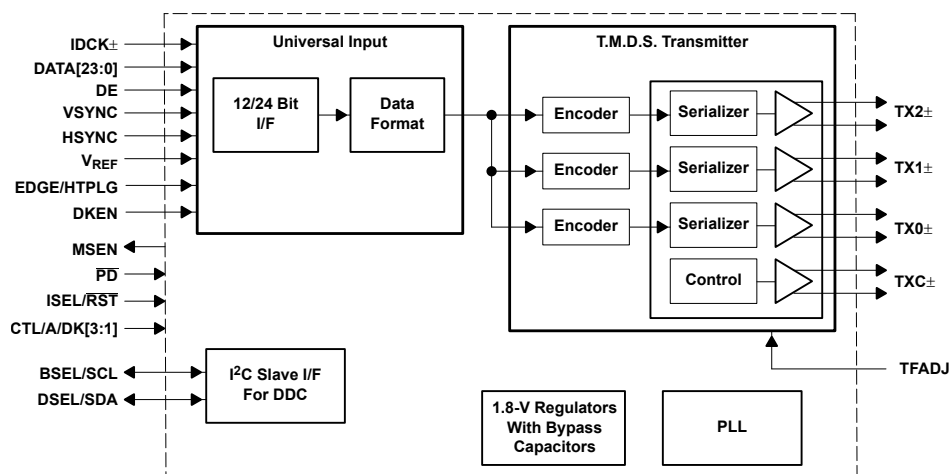 Universal Input
T.M.D.S. Transmitter
IDCK±
DATA[23:0]
DE
VSYNC
HSYNC
VREF
EDGE/HTPLG
DKEN
MSEN
PD
ISEL/RST
CTL/A/DK[3:1]
BSEL/SCL
DSEL/SDA
12/24 Bit
I/F
Data
Format
Encoder
Serializer
TX2±
Encoder
Serializer
TX1±
Encoder
Serializer
TX0±
Control
TXC±
TFADJ
I2C Slave I/F
For DDC
1.8-V Regulators
With Bypass
Capacitors
PLL